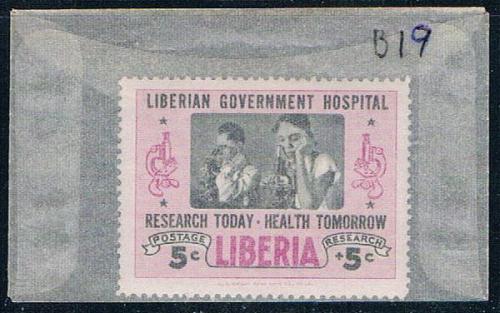 B19
LIBERIAN GOVERNMENT HOSPITAL
RESEARCH TODAY · HEALTH TOMORROW
POSTAGE RESEARCH
5c LIBERIA +5c